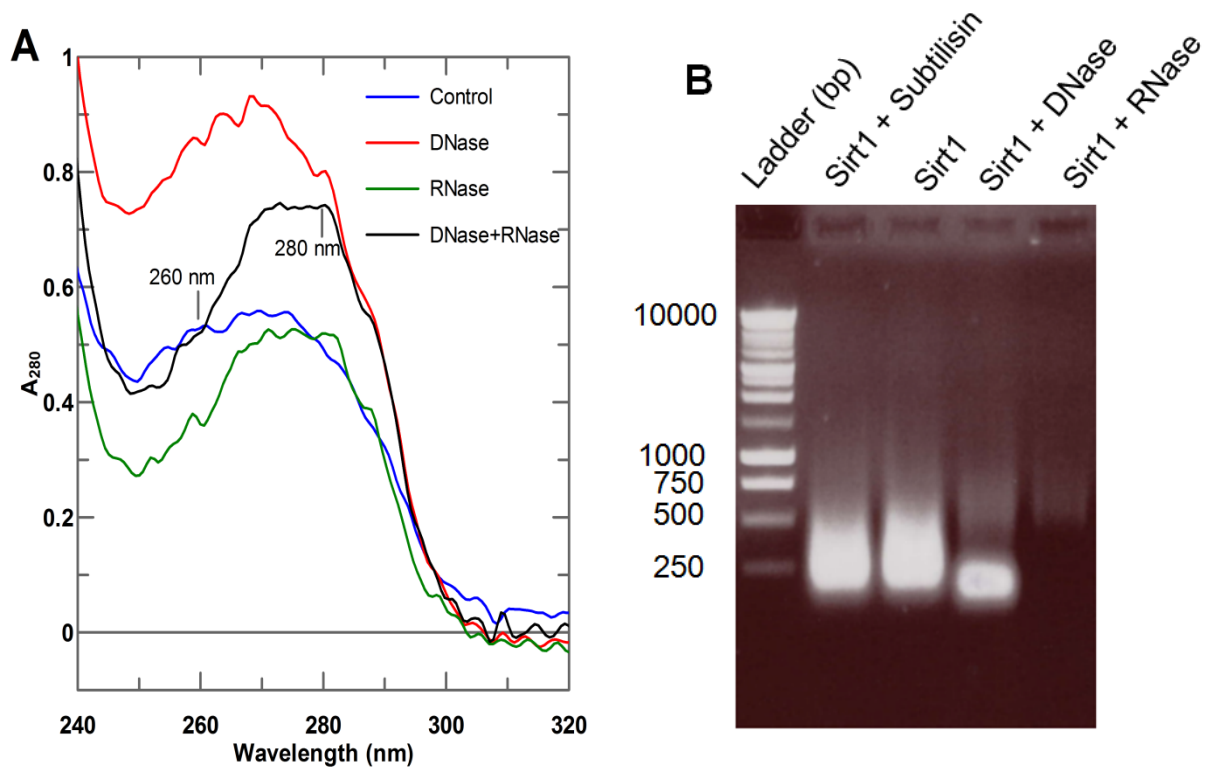 A
1
0.8
0.6
0.4
0.2
0
A280
240
260
280
300
320
Wavelength (nm)
Control
DNase
RNase
DNase+RNase
260 nm
280 nm
B
Ladder (bp)
Sirt1 + Subtilisin
Sirt1
Sirt1 + DNase
Sirt1 + RNase
10000
1000
750
500
250